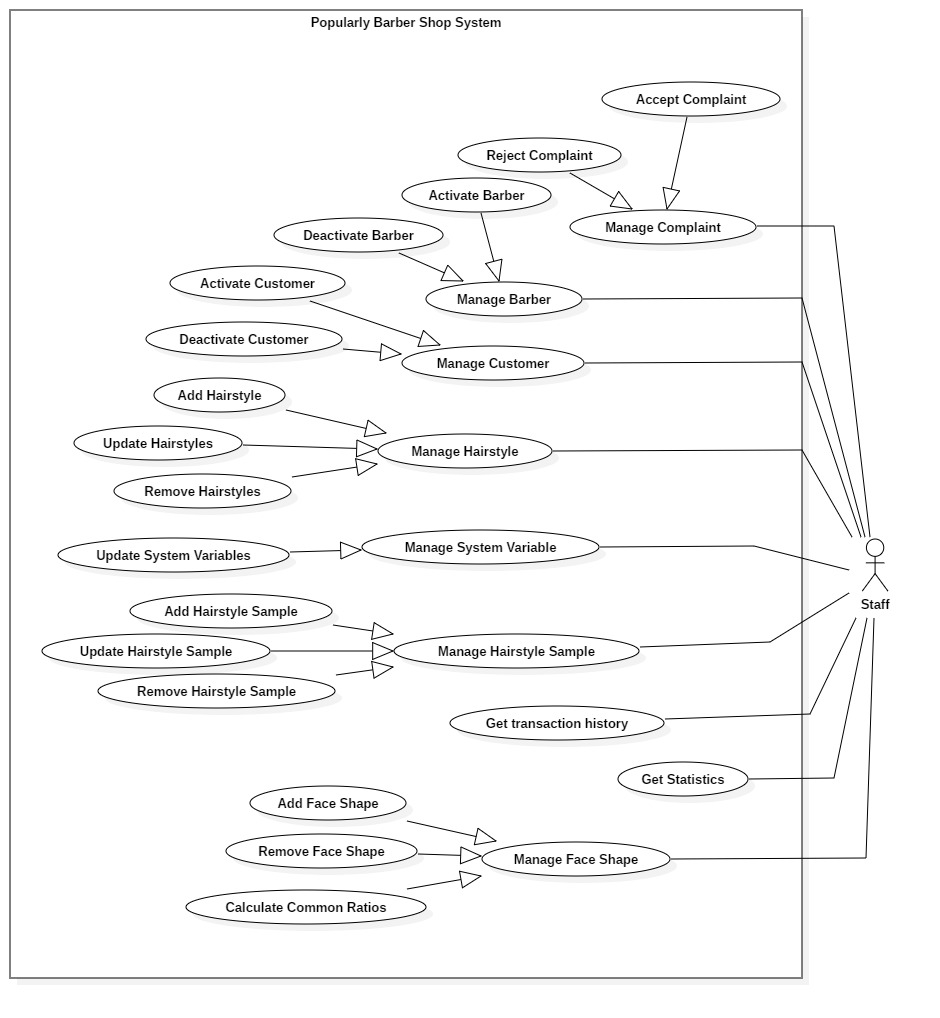 Popularly Barber Shop System
Accept Complaint
Reject Complaint
Activate Barber
Manage Complaint
Deactivate Barber
Activate Customer
Manage Barber
Deactivate Customer
Manage Customer
Add Hairstyle
Update Hairstyles
Manage Hairstyle
Remove Hairstyles
Manage System Variable
Update System Variables
Staff
Add Hairstyle Sample
Update Hairstyle Sample
Manage Hairstyle Sample
Remove Hairstyle Sample
Get transaction history
Get Statistics
Add Face Shape
Remove Face Shape
Manage Face Shape
Calculate Common Ratios